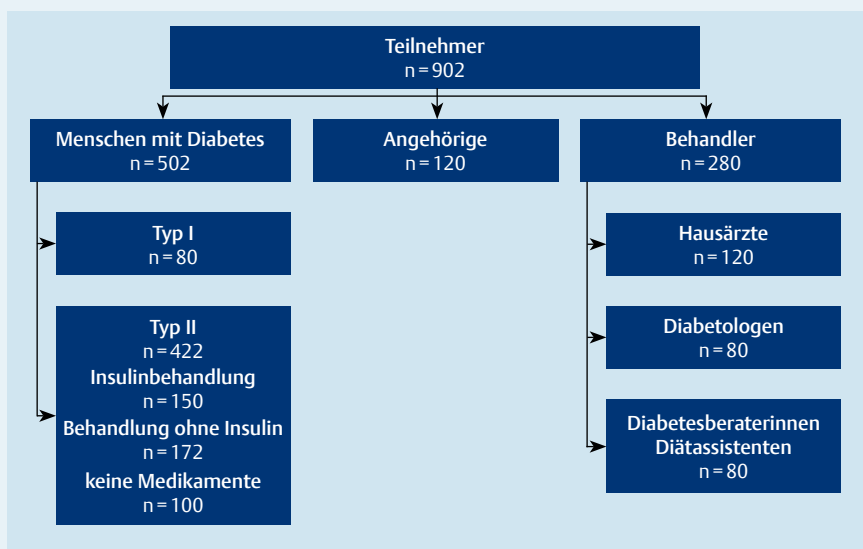 Teilnehmer
n = 902
Menschen mit Diabetes
n = 502
Angehörige
n = 120
Behandler
n = 280
Typ I
n = 80
Typ II
n = 422
Insulinbehandlung
n = 150
Behandlung ohne Insulin
n = 172
keine Medikamente
n = 100
Hausärzte
n = 120
Diabetologen
n = 80
Diabetesberaterinnen
Diätassistenten
n = 80